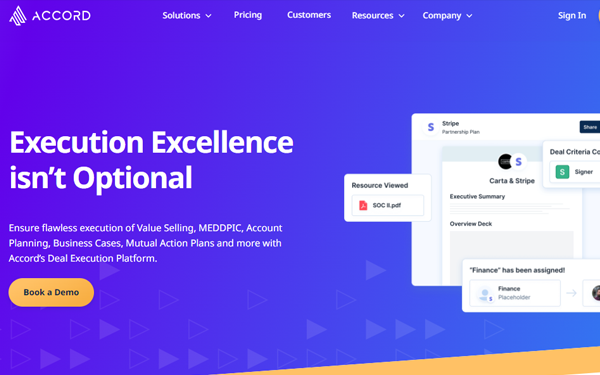 ACCORD
Solutions
Pricing
Customers
Resources
Company
Sign In
Execution Excellence
isn't Optional
Ensure flawless execution of Value Selling, MEDDPIC, Account
Planning, Business Cases, Mutual Action Plans and more with
Accord's Deal Execution Platform.
Book a Demo
S
Stripe
Partnership Plan
Share
S
Carta & Stripe
Executive Summary
Overview Deck
Deal Criteria Co
S
Signer
Resource Viewed
SOC II.pdf
"Finance" has been assigned!
S
Finance
Placeholder